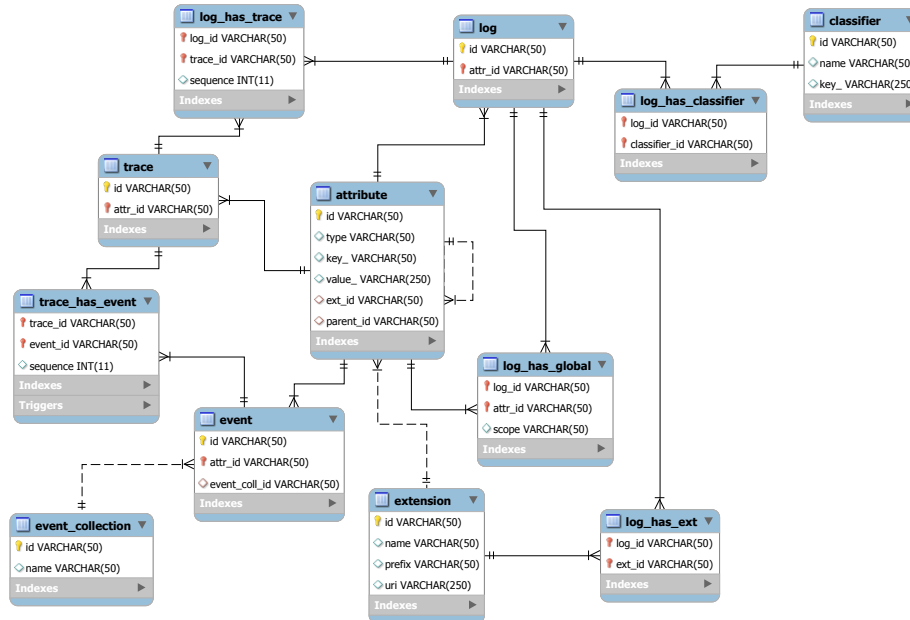 log_has_trace
log_id VARCHAR(50)
trace_id VARCHAR(50)
sequence INT(11)
Indexes
log
id VARCHAR(50)
attr_id VARCHAR(50)
Indexes
classifier
id VARCHAR(50)
name VARCHAR(50
key_ VARCHAR(250
Indexes
log_has_classifier
log_id VARCHAR(50)
classifier_id VARCHAR(50)
Indexes
trace
id VARCHAR(50)
attr_id VARCHAR(50)
Indexes
attribute
id VARCHAR(50)
type VARCHAR(50)
key_ VARCHAR(50)
value_ VARCHAR(250)
ext_id VARCHAR(50)
parent_id VARCHAR(50)
Indexes
trace_has_event
trace_id VARCHAR(50)
event_id VARCHAR(50)
sequence INT(11)
Indexes
Triggers
log_has_global
log_id VARCHAR(50)
attr_id VARCHAR(50)
scope VARCHAR(50)
Indexes
event
id VARCHAR(50)
attr_id VARCHAR(50)
event_coll_id VARCHAR(50)
Indexes
event_collection
id VARCHAR(50)
name VARCHAR(50)
Indexes
extension
id VARCHAR(50)
name VARCHAR(50)
prefix VARCHAR(50)
uri VARCHAR(250)
Indexes
log_has_ext
log_id VARCHAR(50)
ext_id VARCHAR(50)
Indexes